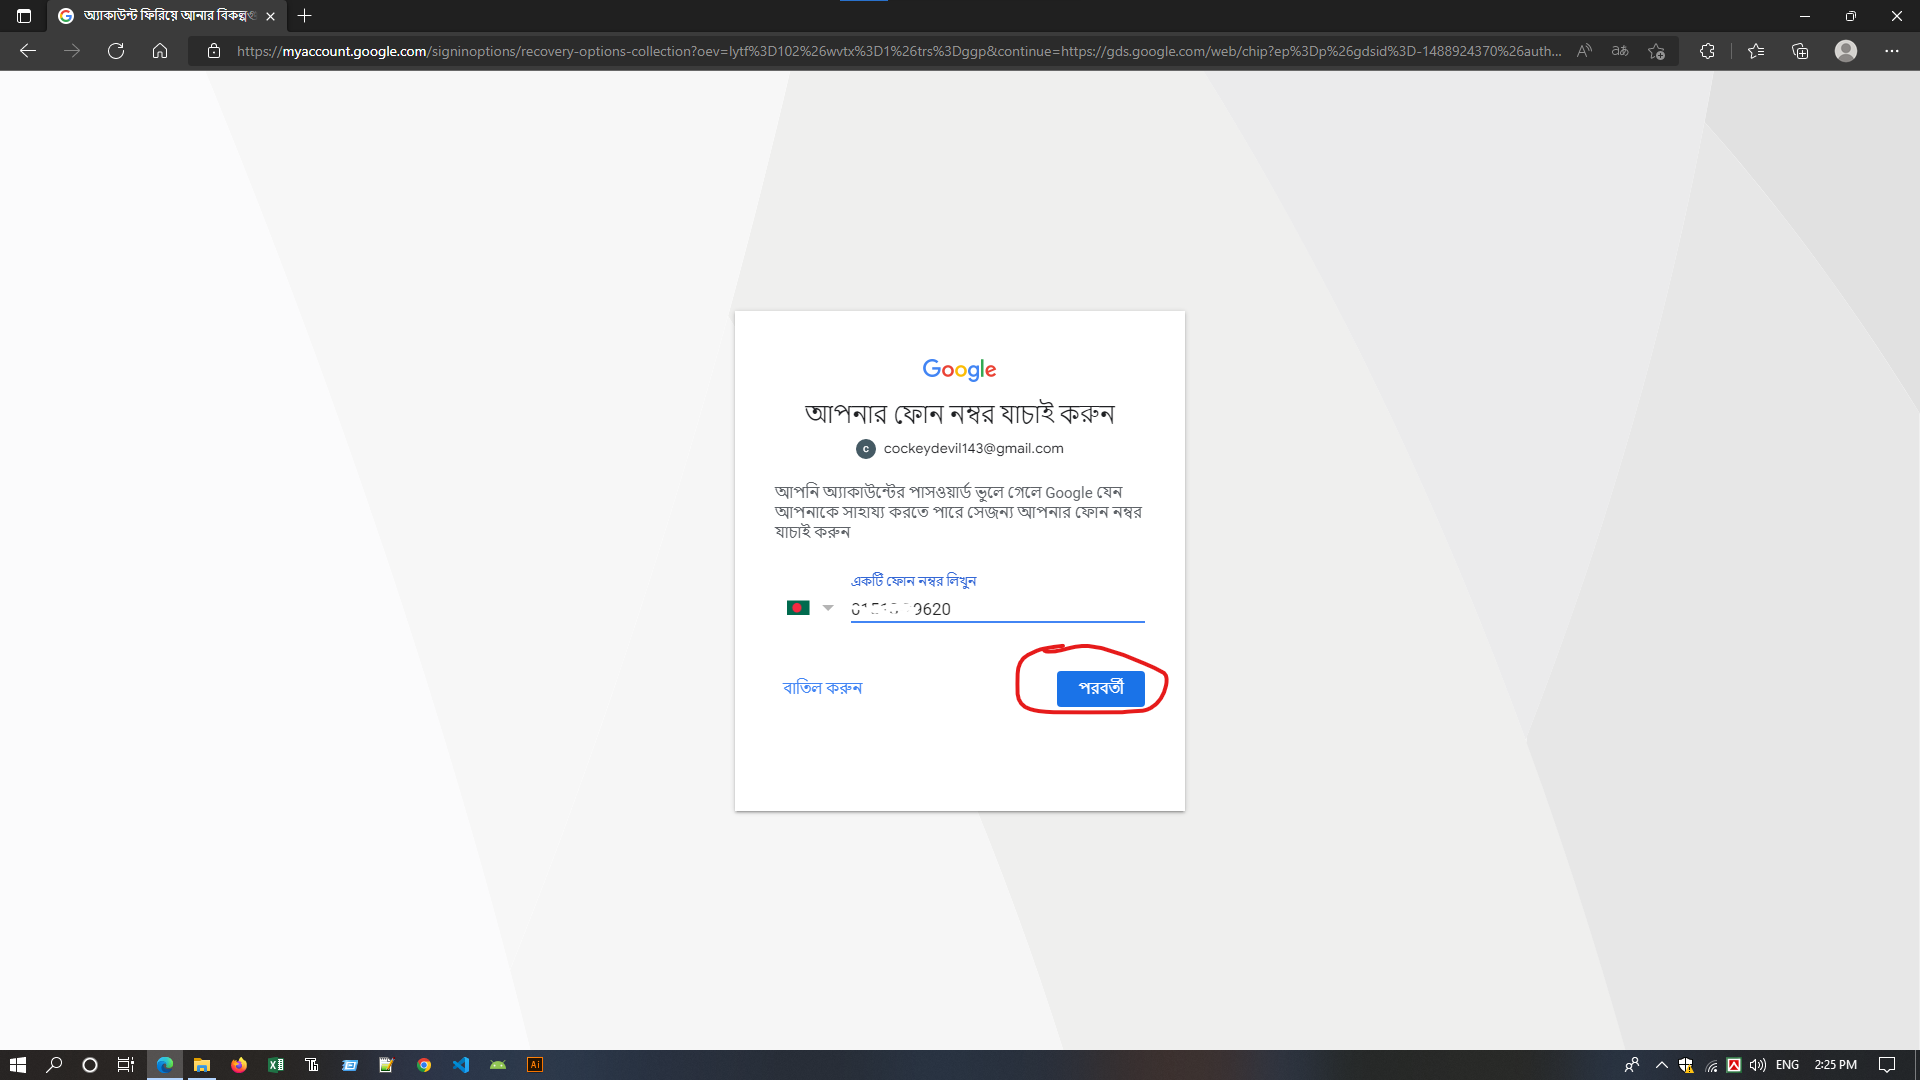 অ্যাকাউন্ট ফিরিয়ে আনার বিকল্প
https://myaccount.google.com/signinoptions/recovery-options-collection?oev=lytf%3D102%26wvtx%3D1%26trs%3Dggp&continue=https://gds.google.com/web/chip?ep%3Dp%26gdsid%3D-1488924370%26auth...
Google
আপনার ফোন নম্বর যাচাই করুন
c cockeydevil143@gmail.com
আপনি অ্যাকাউন্টের পাসওয়ার্ড ভুলে গেলে Google যেন
আপনাকে সাহায্য করতে পারে সেজন্য আপনার ফোন নম্বর
যাচাই করুন
একটি ফোন নম্বর লিখুন
9620
বাতিল করুন
পরবর্তী
Ai
ENG
2:25 PM